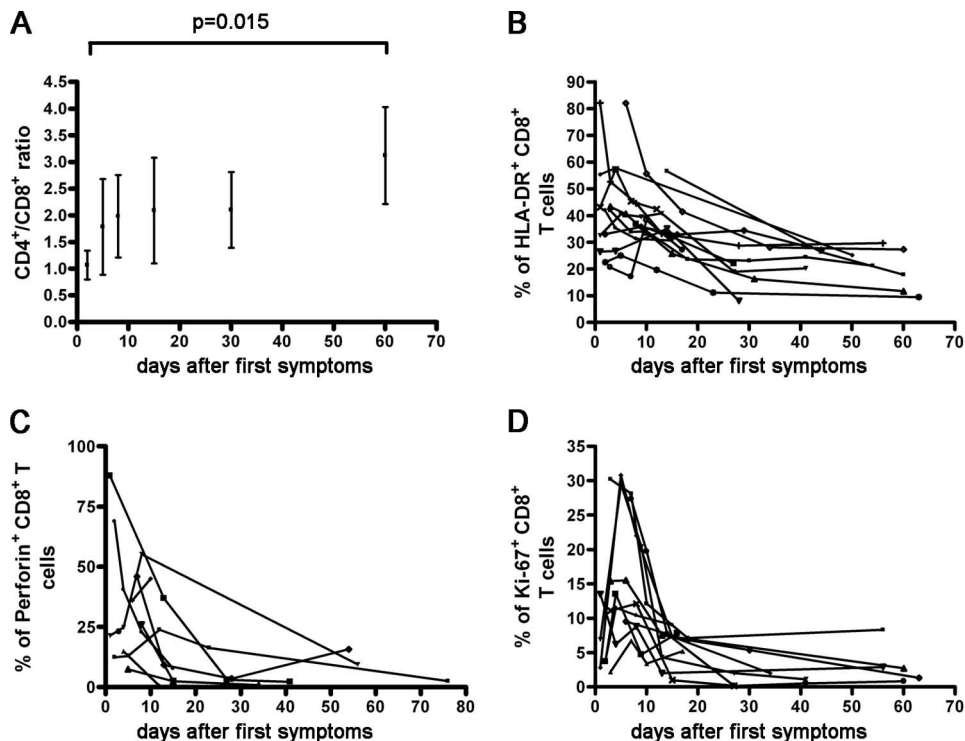 A
p=0.015
CD4+/CD8+ ratio
4.5
4.0
3.5
3.0
2.5
2.0
1.5
1.0
0.5
0.0
0 10 20 30 40 50 60 70
days after first symptoms
B
% of HLA-DR+ CD8+
T cells
90
80
70
60
50
40
30
20
10
0
0 10 20 30 40 50 60 70
days after first symptoms
C
% of Perforin+ CD8+ T
cells
100
75
50
25
0
0 10 20 30 40 50 60 70 80
days after first symptoms
D
% of Ki-67+ CD8+
T cells
35
30
25
20
15
10
5
0
0 10 20 30 40 50 60 70
days after first symptoms